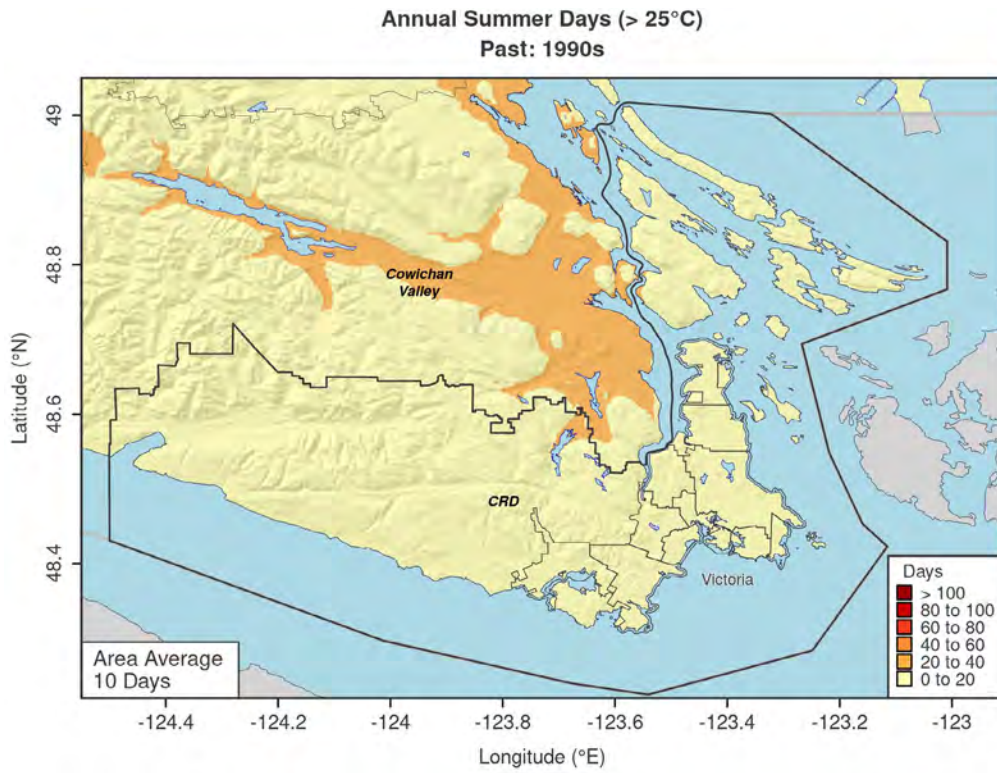 Annual Summer Days (> 25°C)
Past: 1990s
Latitude (°N)
49
48.8
48.6
48.4
Cowichan
Valley
CRD
Victoria
Area Average
10 Days
Days
> 100
80 to 100
60 to 80
40 to 60
20 to 40
0 to 20
-124.4
-124.2
-124
-123.8
-123.6
-123.4
-123.2
-123
Longitude (°E)